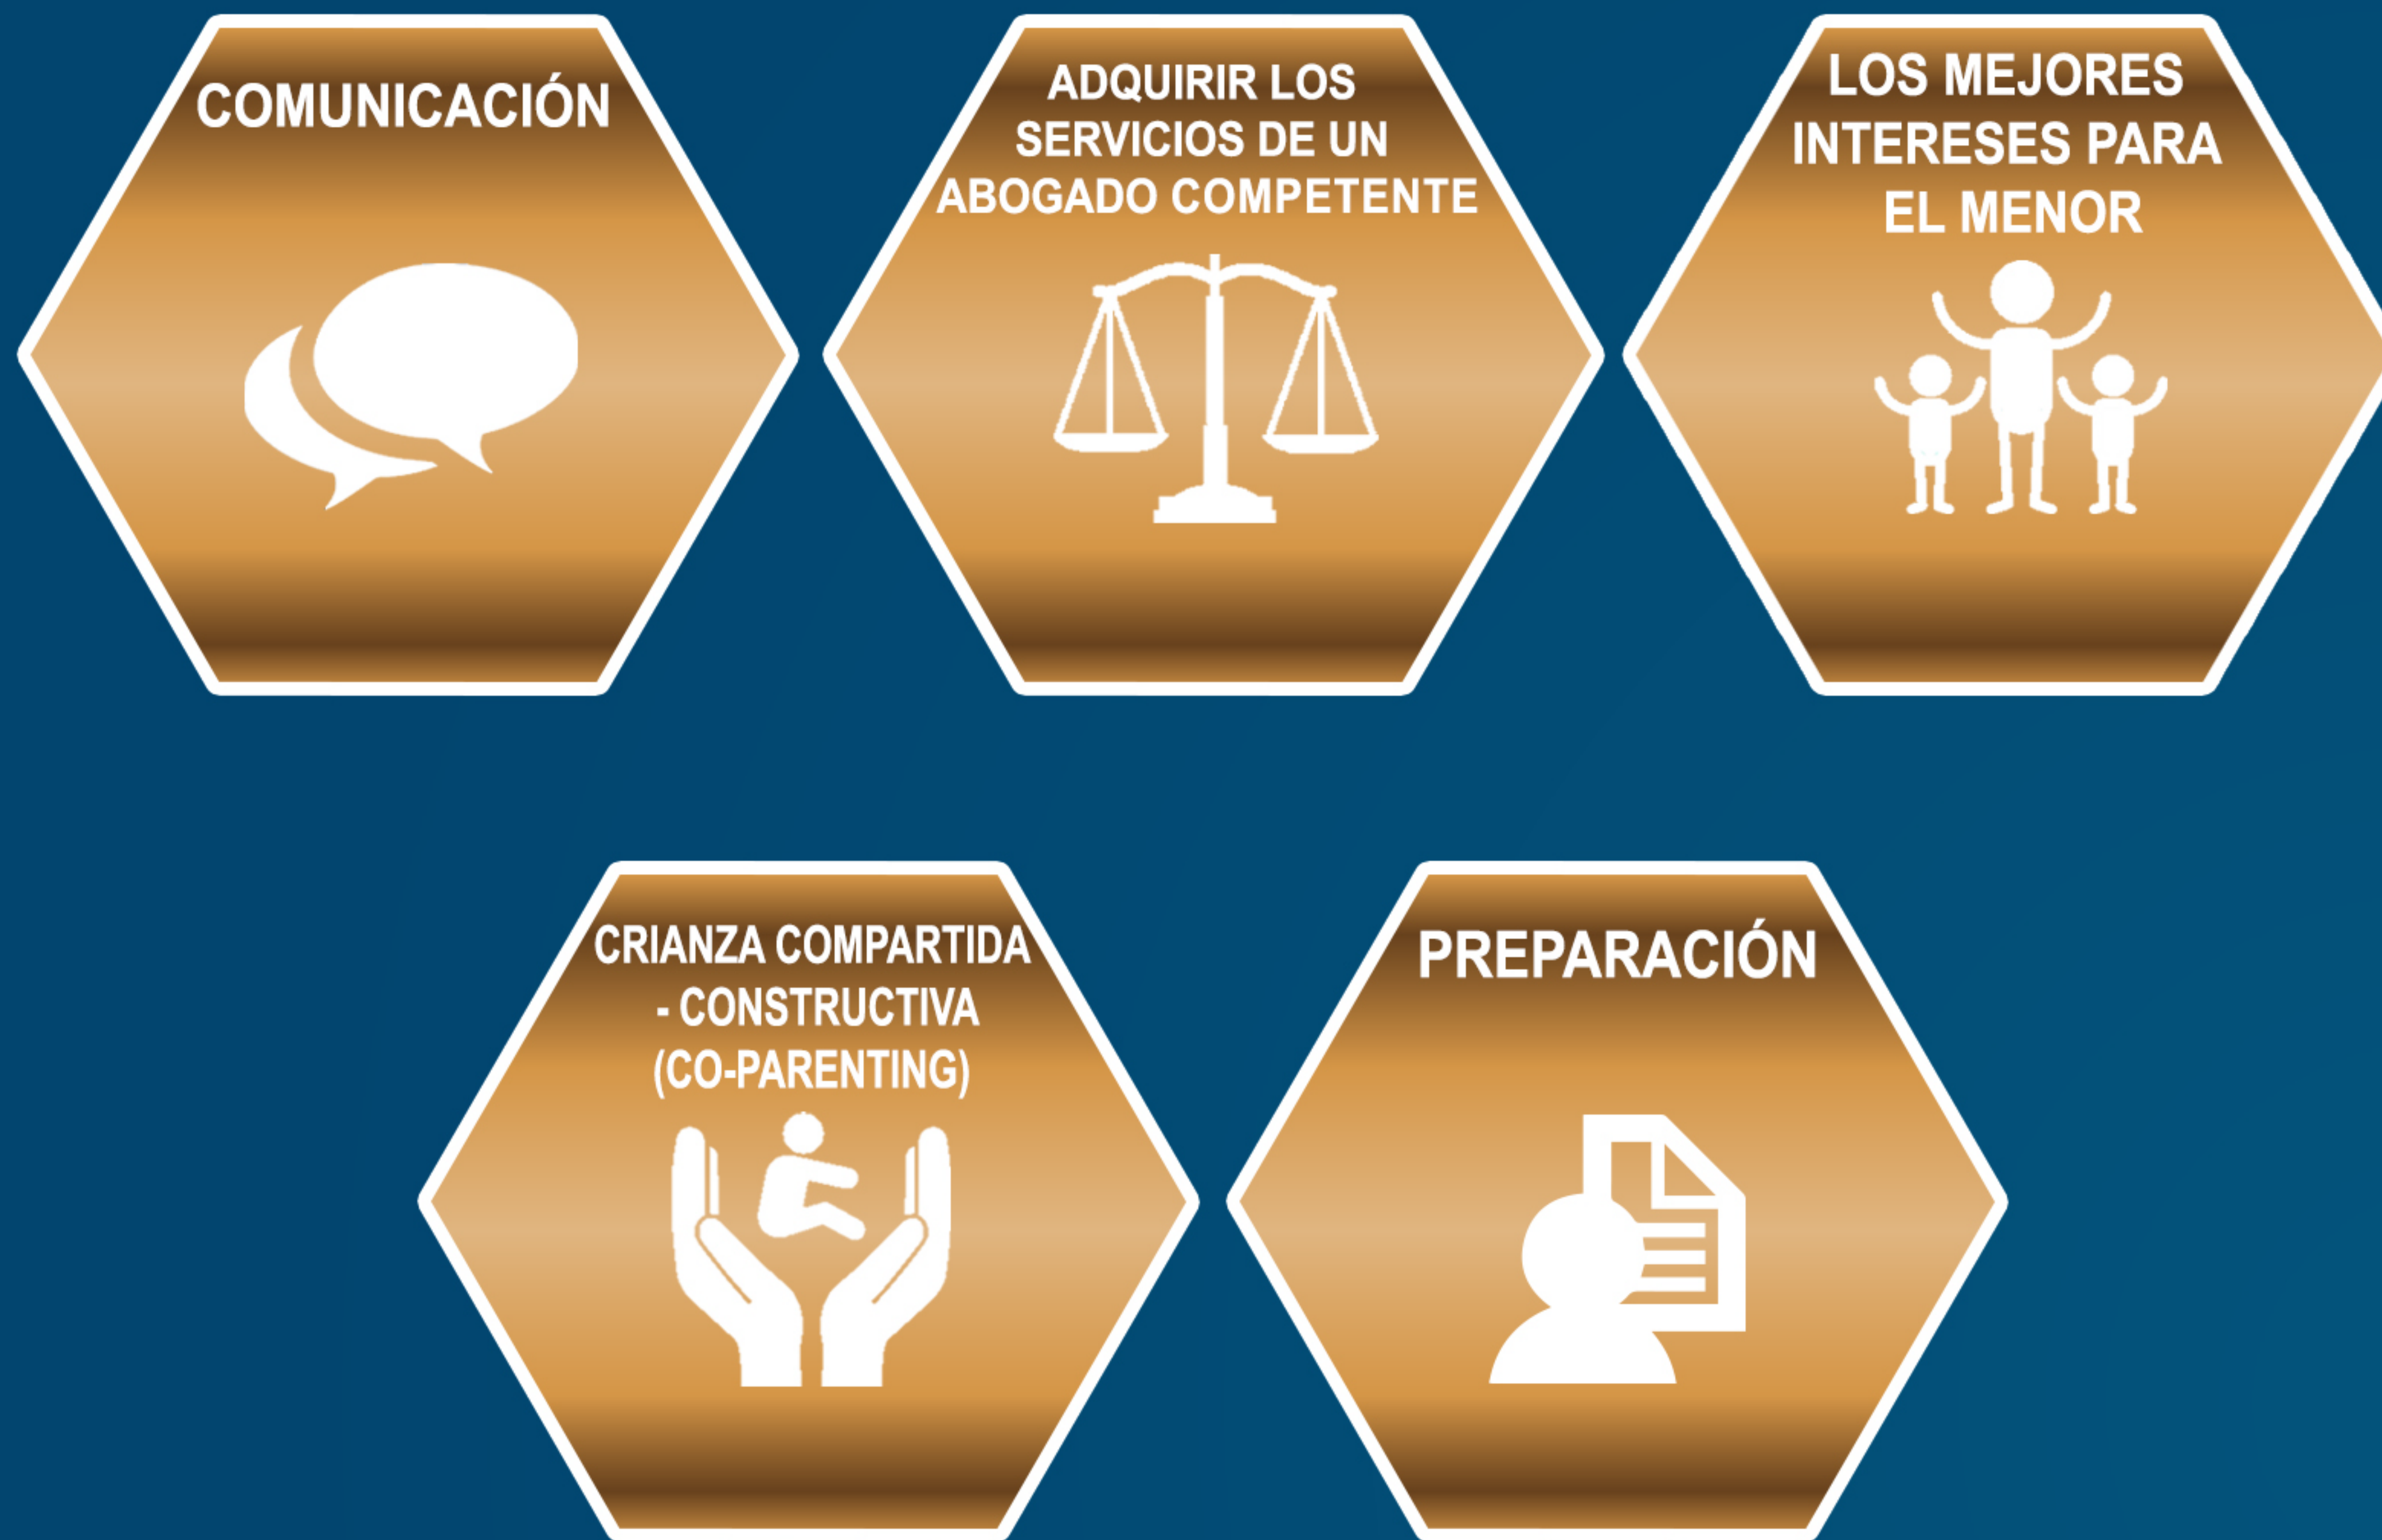 COMUNICACIÓN
ADQUIRIR LOS
SERVICIOS DE UN
ABOGADO COMPETENTE
LOS MEJORES
INTERESES PARA
EL MENOR
CRIANZA COMPARTIDA
- CONSTRUCTIVA
(CO-PARENTING)
PREPARACIÓN